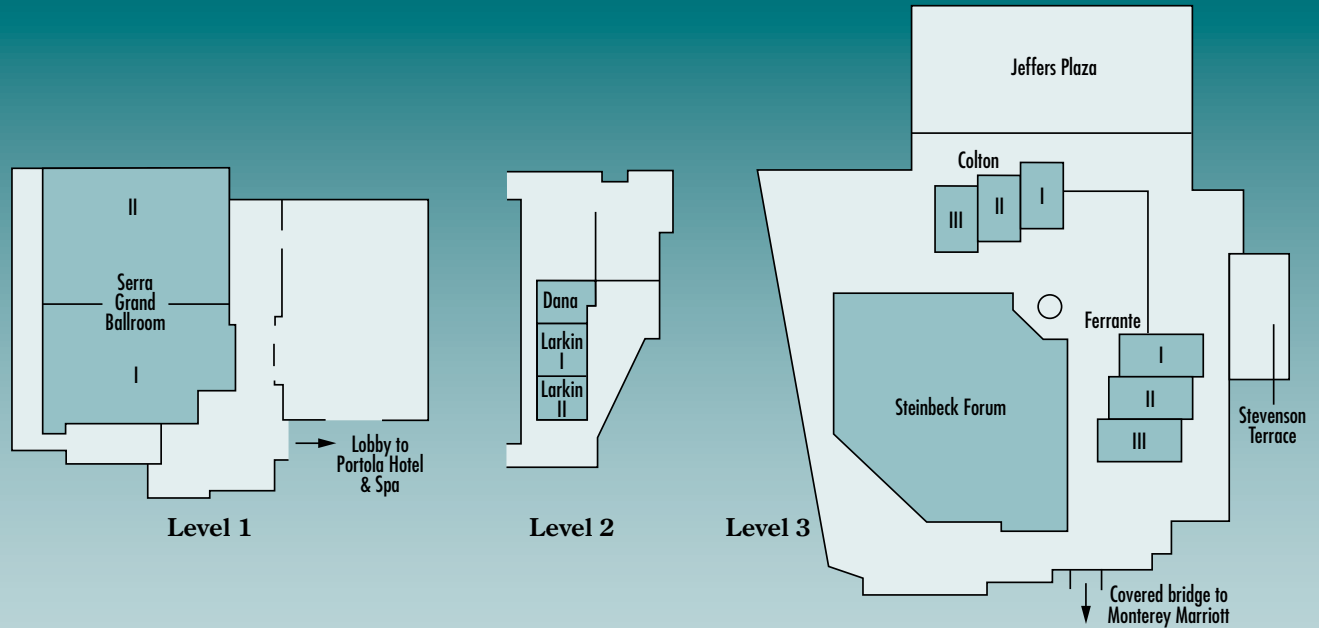 II
Serra
Grand
Ballroom
I
Lobby to
Portola Hotel
& Spa
Level 1
Dana
Larkin
I
Larkin
II
Level 2
Jeffers Plaza
Colton
I
II
III
Ferrante
I
II
III
Steinbeck Forum
Stevenson
Terrace
Level 3
Covered bridge to
Monterey Marriott